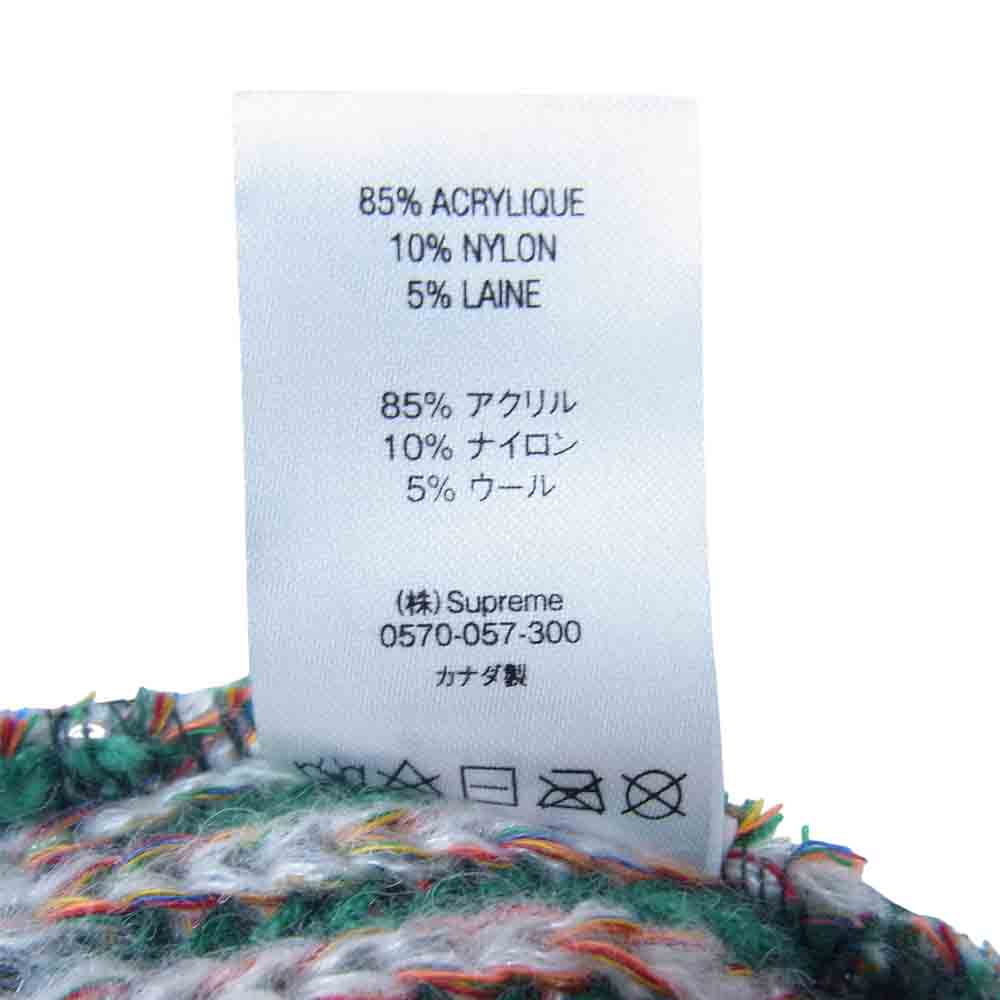 85% ACRYLIQUE
10% NYLON
5% LAINE
85% アクリル
10% ナイロン
5% ウール
(株)Supreme
0570-057-300
カナダ製